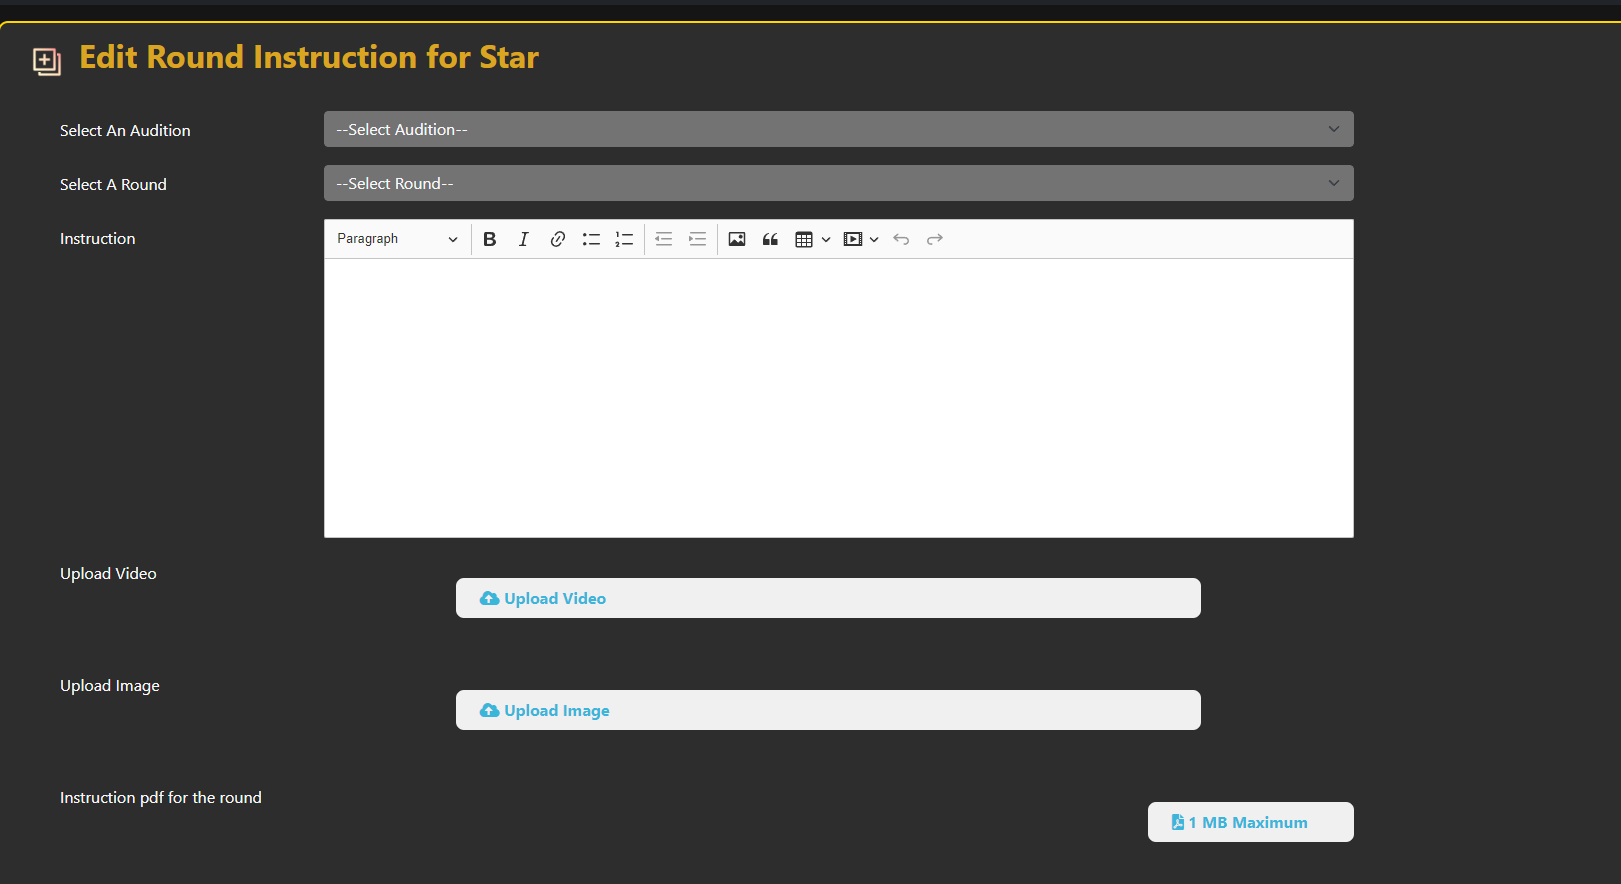 Edit Round Instruction for Star
Select An Audition
--Select Audition--
Select A Round
--Select Round--
Instruction
Paragraph
Upload Video
Upload Video
Upload Image
Upload Image
Instruction pdf for the round
1 MB Maximum